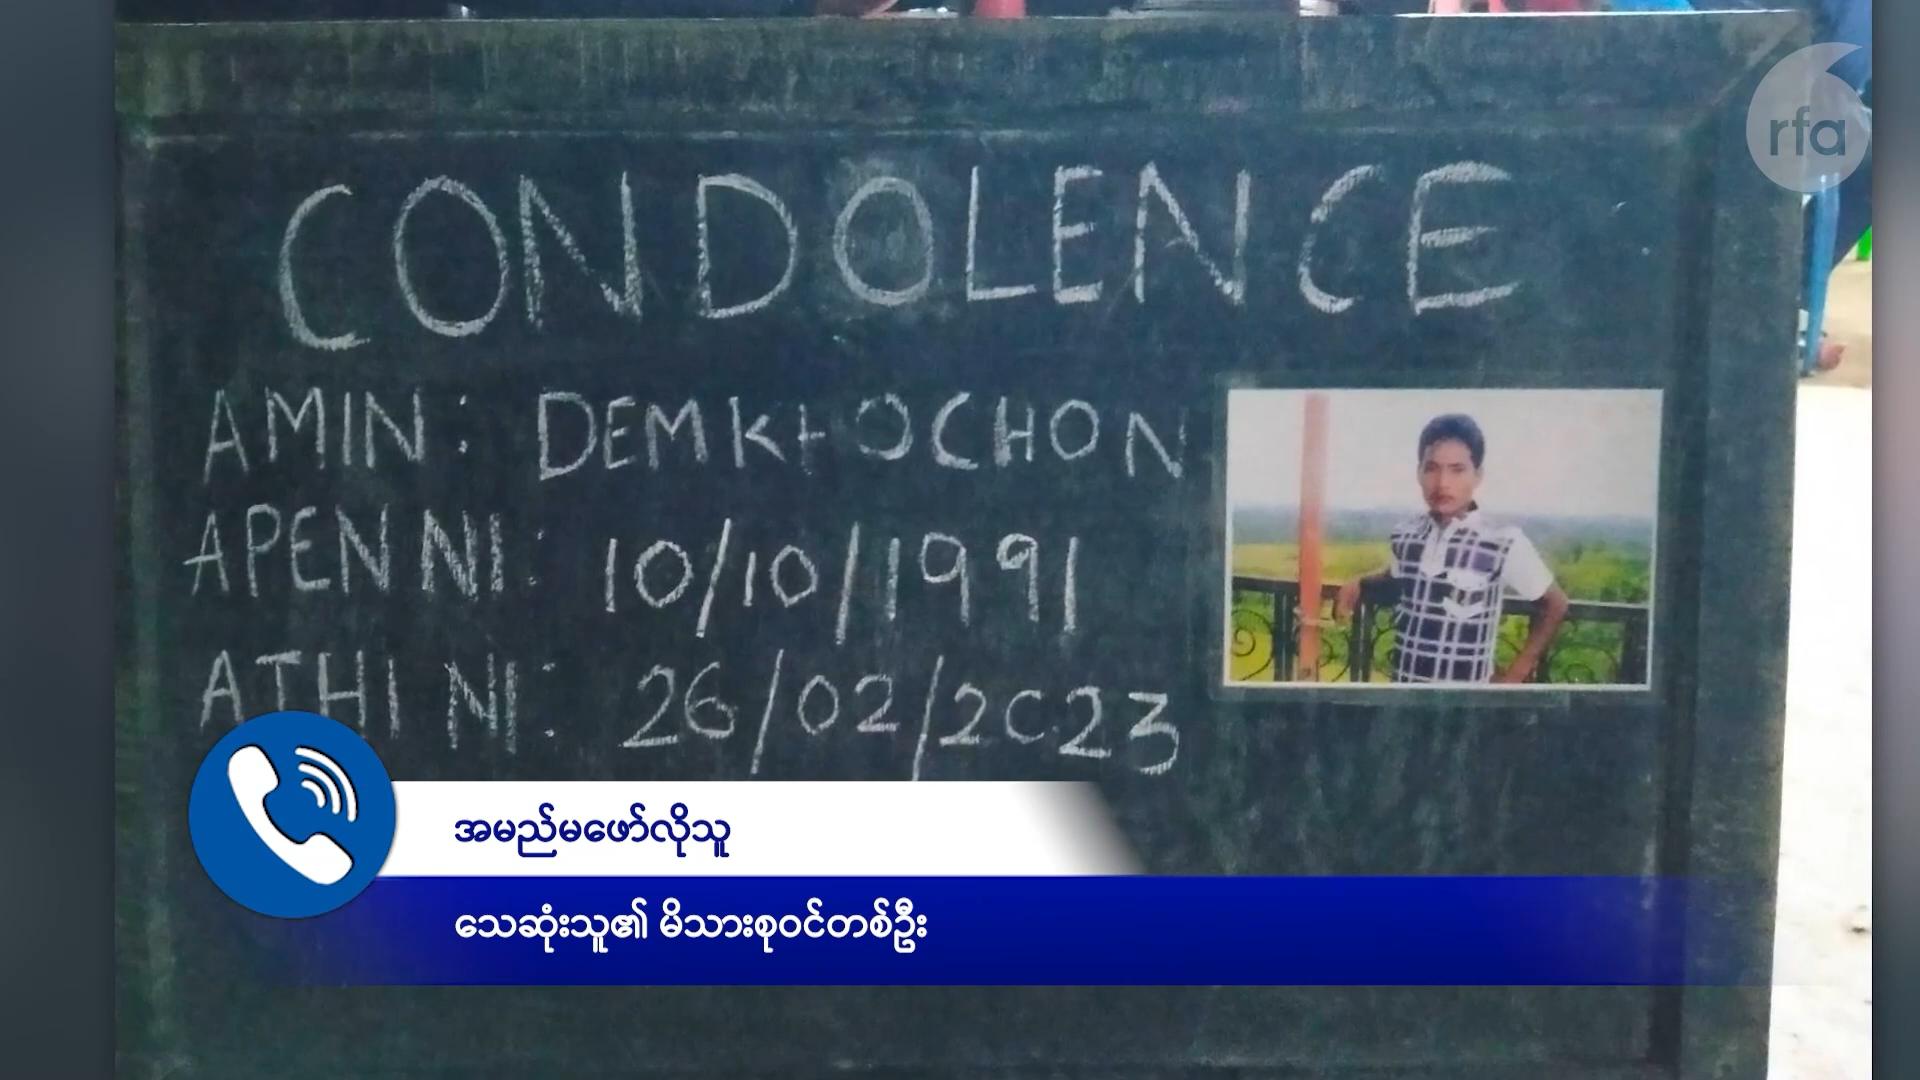 rfa
CONDOLENCE
AMIN: DEMKHOCHON
APEN NI: 10/10/1991
ATHI NI: 26/02/2023
အမည်မဖော်လိုသူ
သေဆုံးသူ၏ မိသားစုဝင်တစ်ဦး